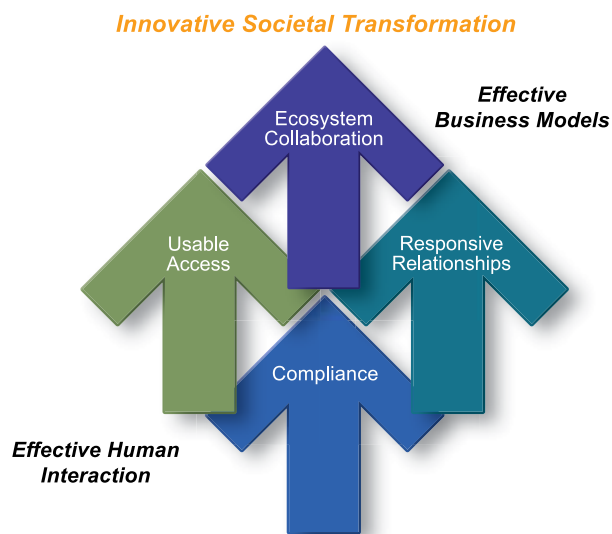 Innovative Societal Transformation
Effective
Business Models
Ecosystem
Collaboration
Usable
Access
Responsive
Relationships
Compliance
Effective Human
Interaction